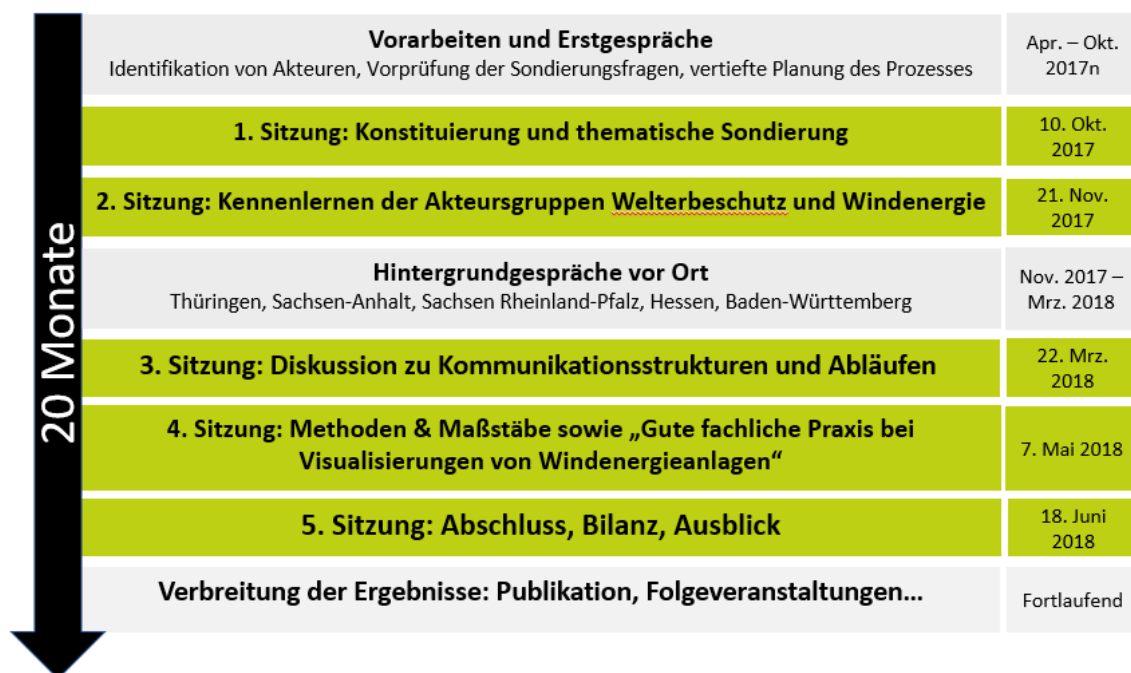 20 Monate
Vorarbeiten und Erstgespräche
Identifikation von Akteuren, Vorprüfung der Sondierungsfragen, vertiefte Planung des Prozesses
Apr. – Okt.
2017n
1. Sitzung: Konstituierung und thematische Sondierung
10. Okt.
2017
2. Sitzung: Kennenlernen der Akteursgruppen Welterbeschutz und Windenergie
21. Nov.
2017
Hintergrundgespräche vor Ort
Thüringen, Sachsen-Anhalt, Sachsen Rheinland-Pfalz, Hessen, Baden-Württemberg
Nov. 2017 –
Mrz. 2018
3. Sitzung: Diskussion zu Kommunikationsstrukturen und Abläufen
22. Mrz.
2018
4. Sitzung: Methoden & Maßstäbe sowie „Gute fachliche Praxis bei
Visualisierungen von Windenergieanlagen“
7. Mai 2018
5. Sitzung: Abschluss, Bilanz, Ausblick
18. Juni
2018
Verbreitung der Ergebnisse: Publikation, Folgeveranstaltungen…
Fortlaufend